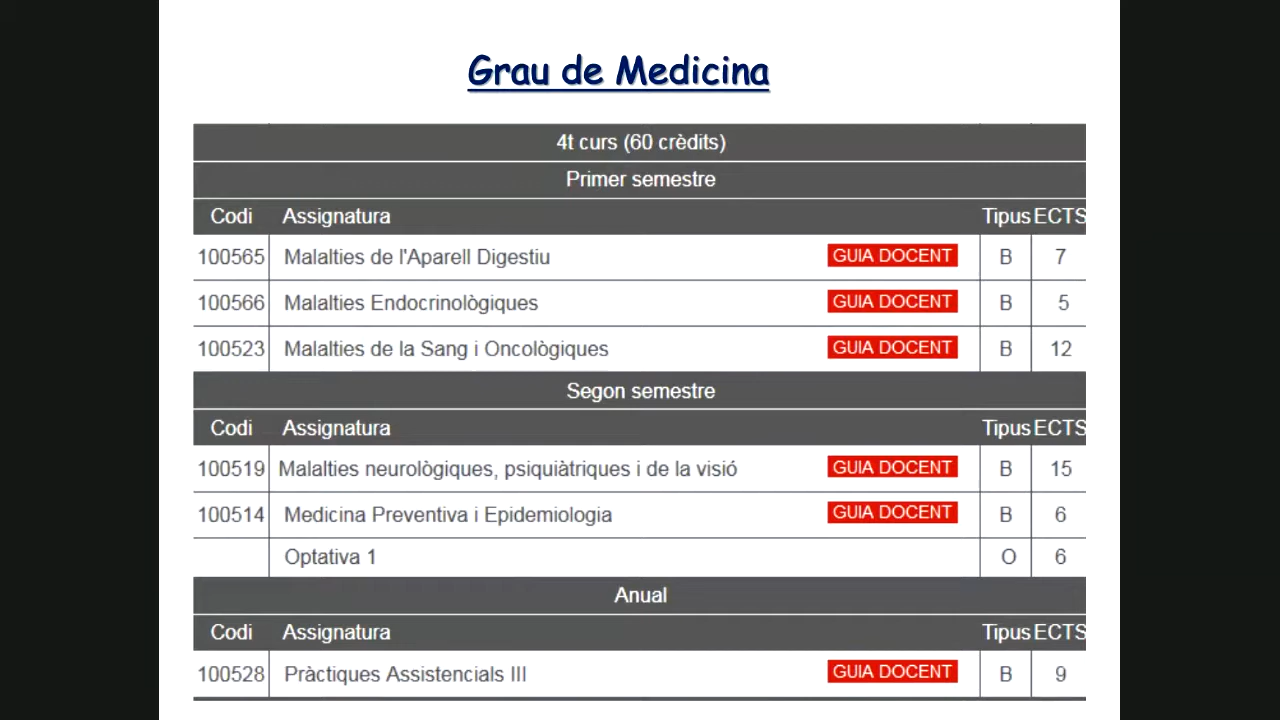 Grau de Medicina
4t curs (60 crèdits)
Primer semestre
Codi Assignatura Tipus ECTS
100565 Malalties de l'Aparell Digestiu GUIA DOCENT B 7
100566 Malalties Endocrinològiques GUIA DOCENT B 5
100523 Malalties de la Sang i Oncològiques GUIA DOCENT B 12
Segon semestre
Codi Assignatura Tipus ECTS
100519 Malalties neurològiques, psiquiàtriques i de la visió GUIA DOCENT B 15
100514 Medicina Preventiva i Epidemiologia GUIA DOCENT B 6
Optativa 1 O 6
Anual
Codi Assignatura Tipus ECTS
100528 Pràctiques Assistencials III GUIA DOCENT B 9